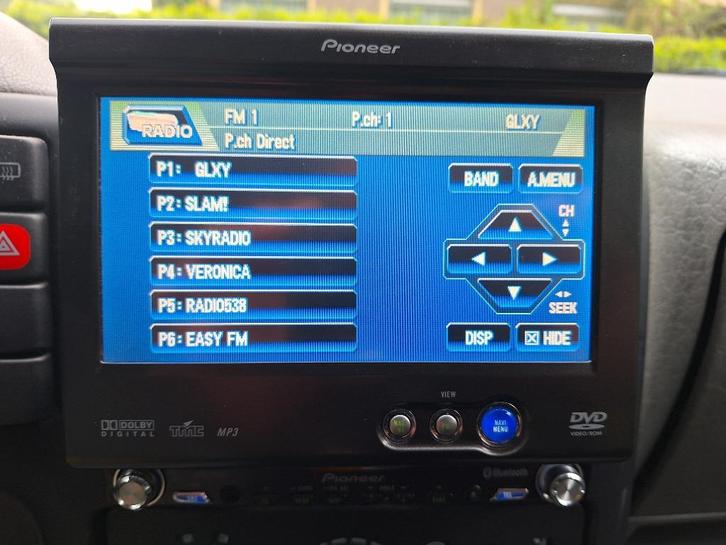 Pioneer
RADIO
FM 1
P.ch: 1
GLXY
P.ch Direct
P1: GLXY
P2: SLAM!!
P3: SKYRADIO
P4: VERONICA
P5: RADIO538
P6: EASY FM
BAND
A.MENU
CH
SEEK
DISP
HIDE
VIEW
NAVI
MENU
DOLBY
DIGITAL
TMC
MP3
DVD
VIDEO/ROM
Pioneer
Bluetooth